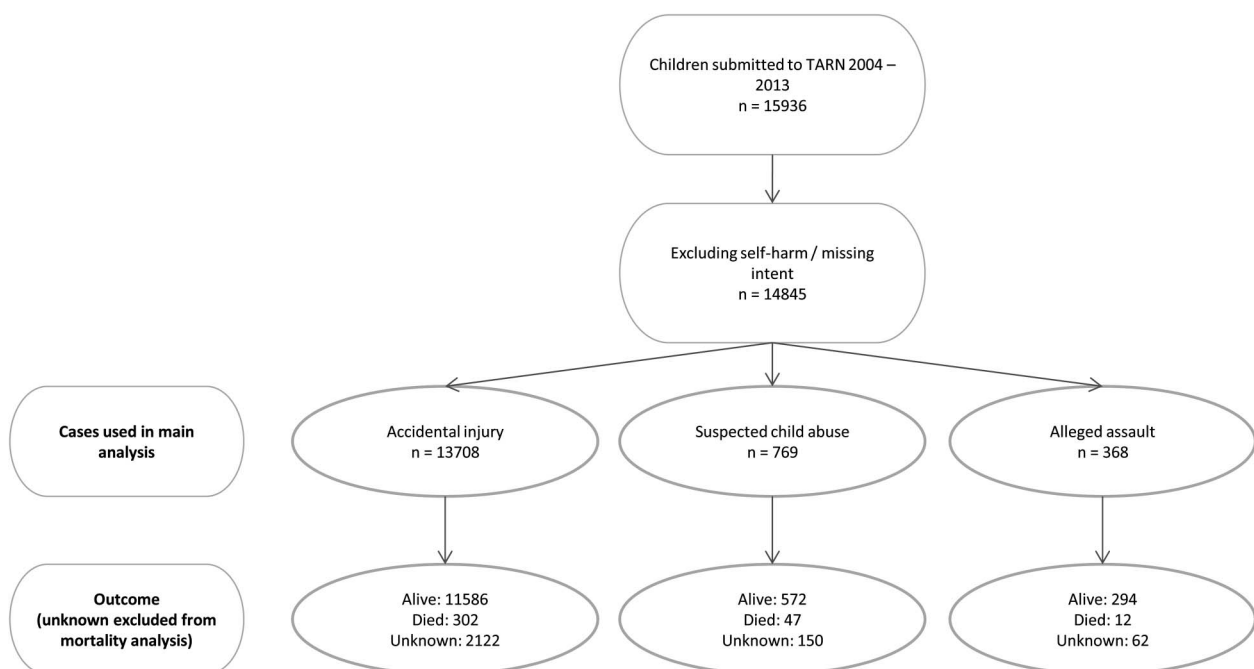 Children submitted to TARN 2004 –
2013
n = 15936
Excluding self-harm / missing
intent
n = 14845
Cases used in main
analysis
Accidental injury
n = 13708
Suspected child abuse
n = 769
Alleged assault
n = 368
Outcome
(unknown excluded from
mortality analysis)
Alive: 11586
Died: 302
Unknown: 2122
Alive: 572
Died: 47
Unknown: 150
Alive: 294
Died: 12
Unknown: 62